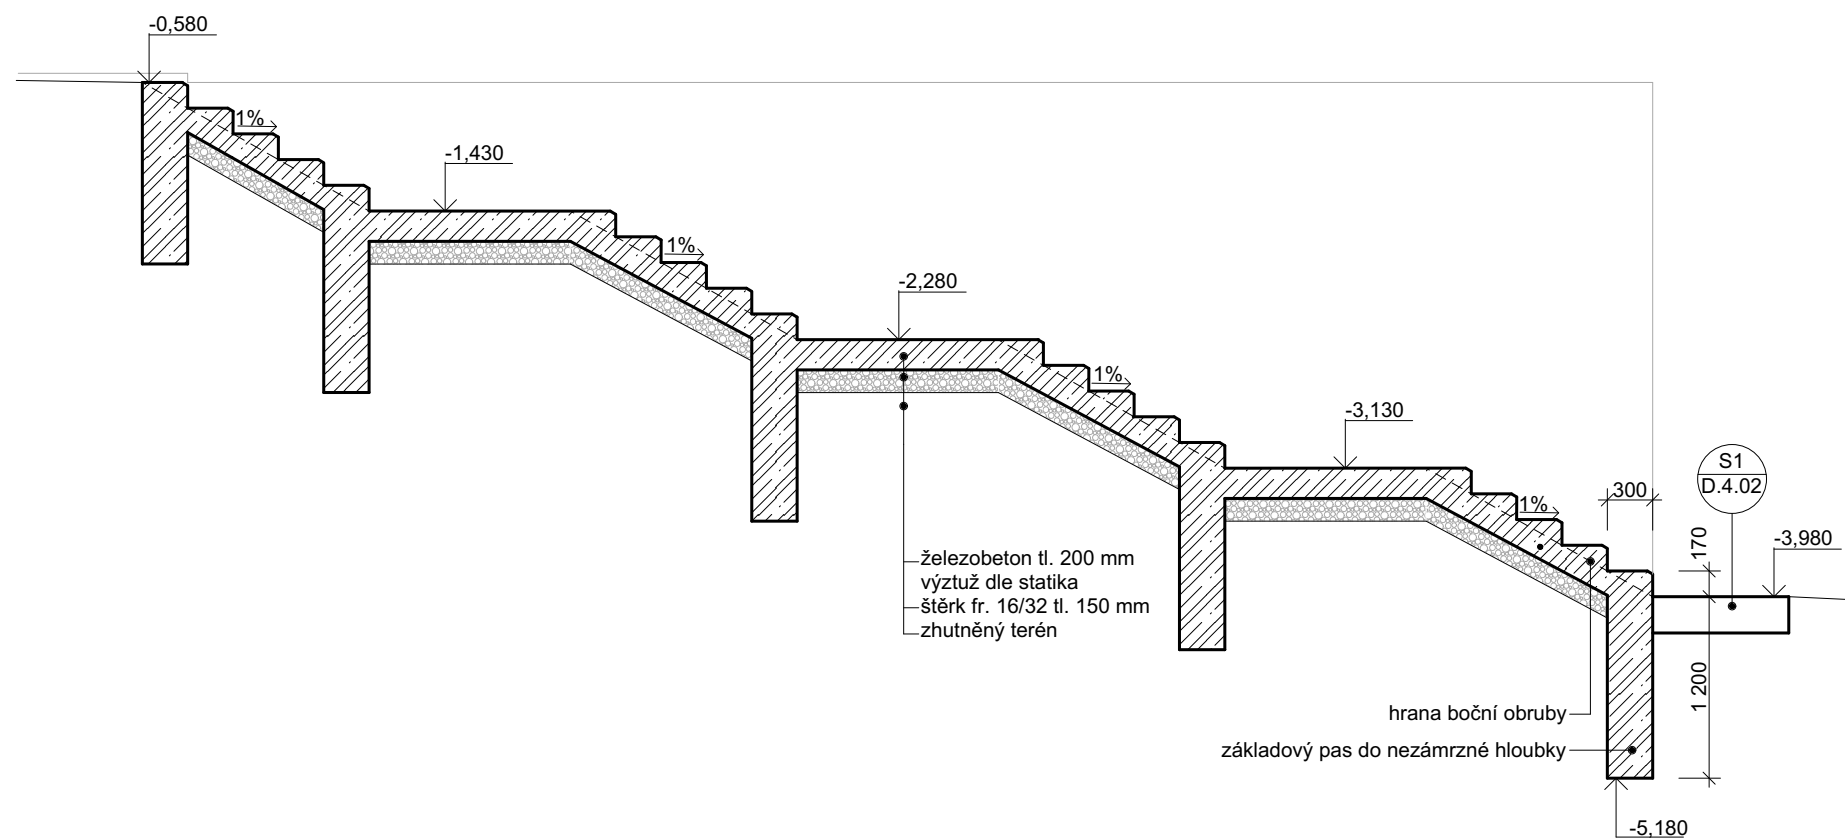 -0,580
1%
-1,430
1%
-2,280
1%
-3,130
1%
300
S1
D.4.02
170
-3,980
železobeton tl. 200 mm
výztuž dle statika
štěrk fr. 16/32 tl. 150 mm
zhutněný terén
1 200
hrana boční obruby
základový pas do nezámrzné hloubky
-5,180